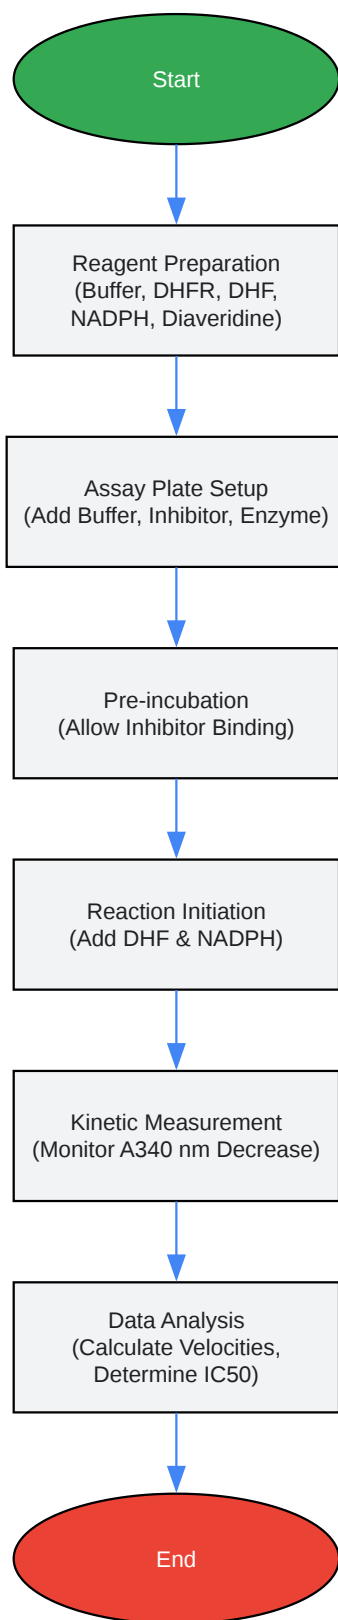 Start
Reagent Preparation
(Buffer, DHFR, DHF,
NADPH, Diaveridine)
Assay Plate Setup
(Add Buffer, Inhibitor, Enzyme)
Pre-incubation
(Allow Inhibitor Binding)
Reaction Initiation
(Add DHF & NADPH)
Kinetic Measurement
(Monitor A340 nm Decrease)
Data Analysis
(Calculate Velocities,
Determine IC50)
End